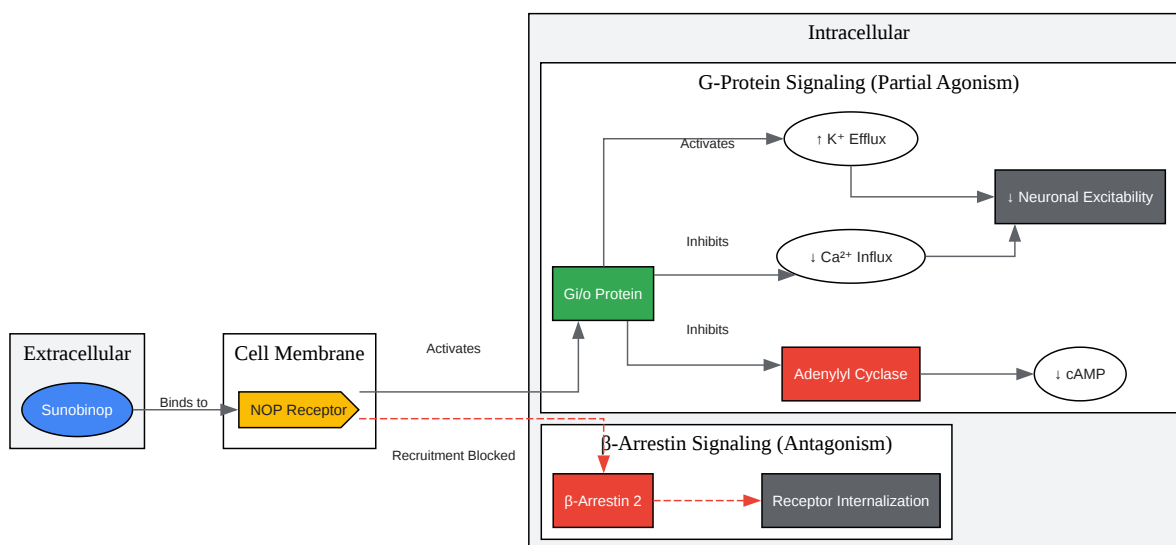 Intracellular
G-Protein Signaling (Partial Agonism)
↑ K⁺ Efflux
Activates
↓ Neuronal Excitability
Inhibits
↓ Ca²⁺ Influx
Gi/o Protein
Inhibits
Extracellular
Cell Membrane
Activates
Adenylyl Cyclase
↓ cAMP
Sunobinop
Binds to
NOP Receptor
β-Arrestin Signaling (Antagonism)
Recruitment Blocked
β-Arrestin 2
Receptor Internalization